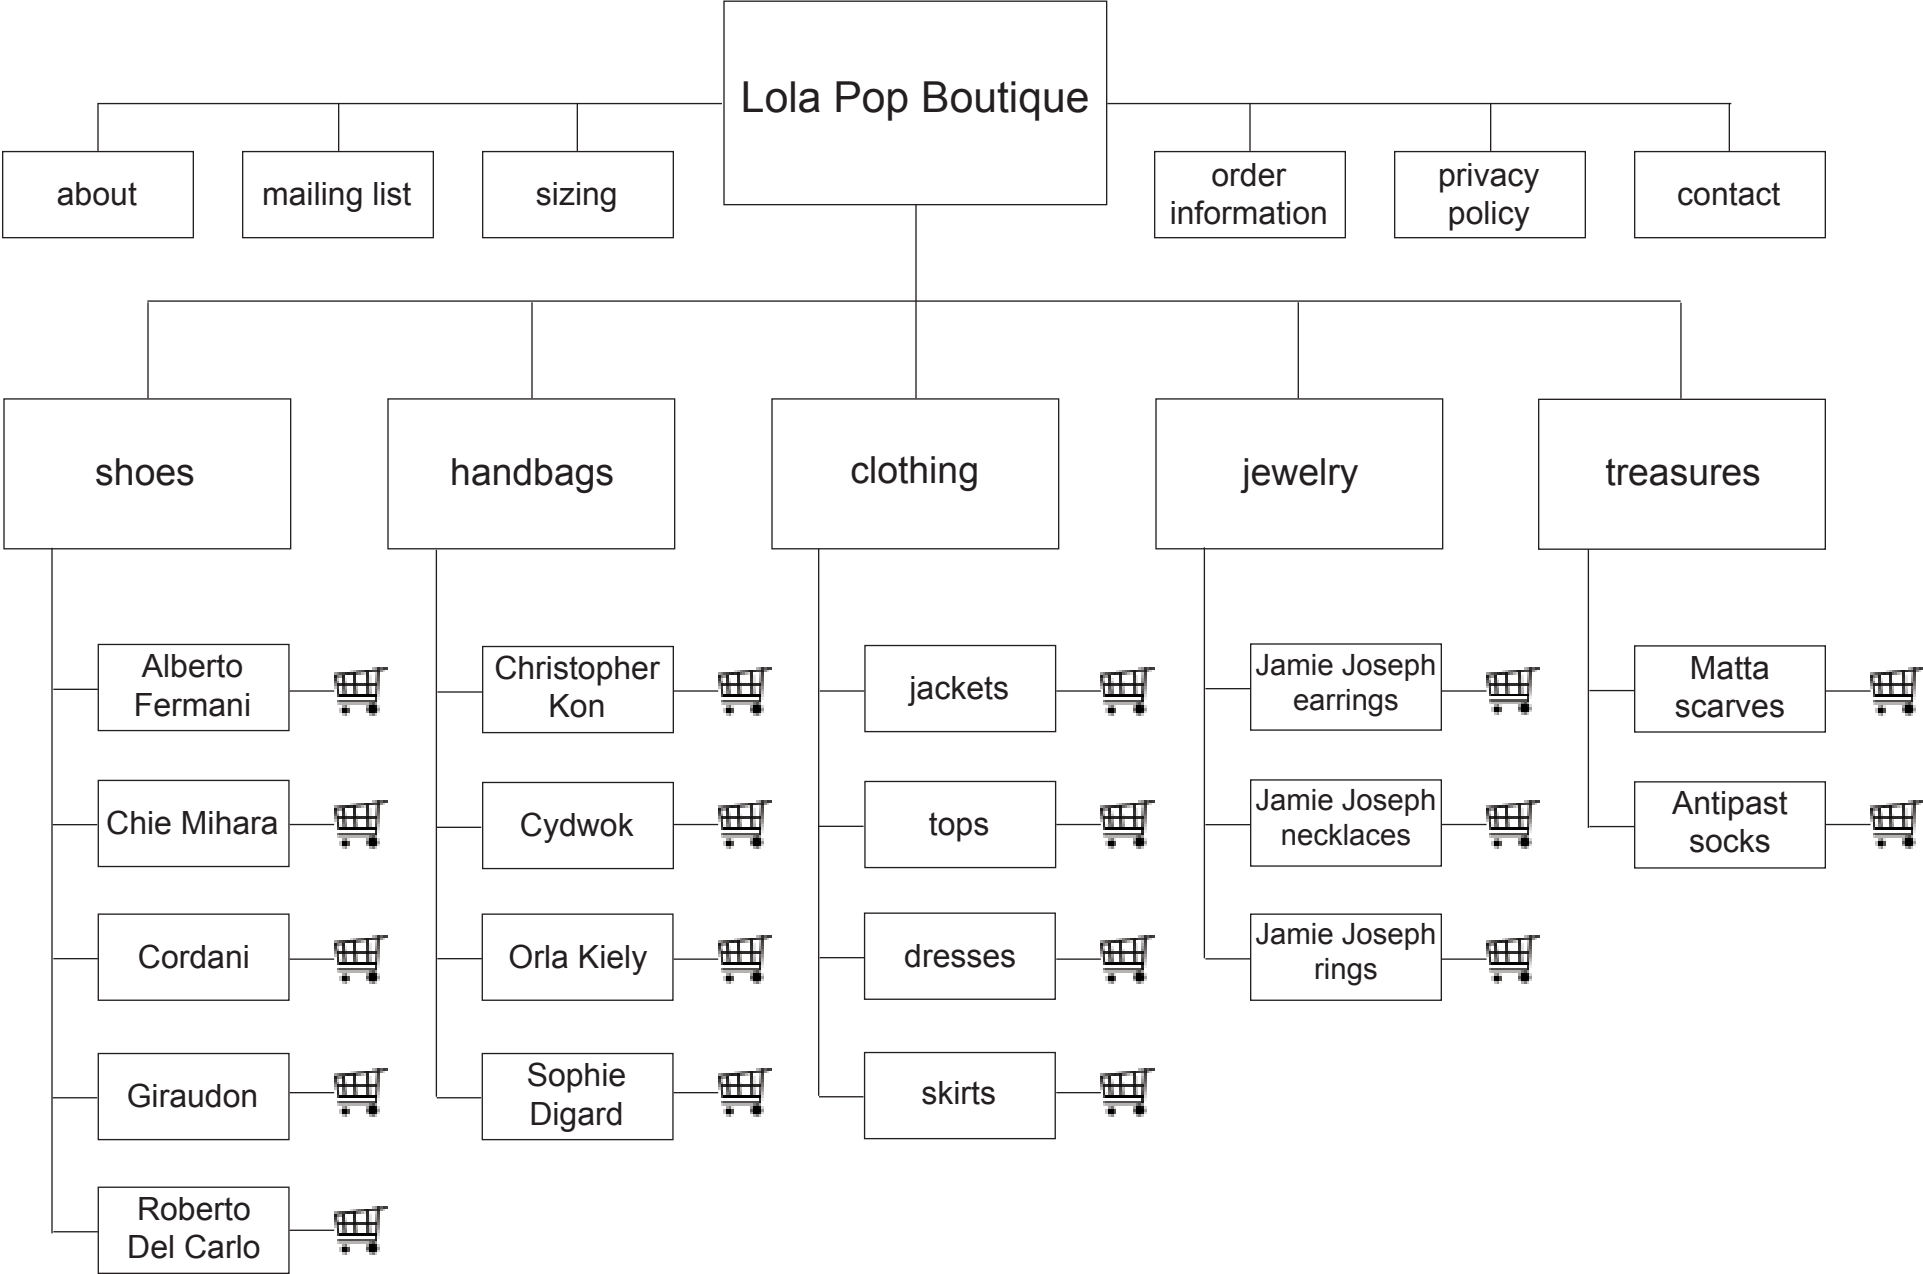 Lola Pop Boutique
about
mailing list
sizing
order
information
privacy
policy
contact
shoes
handbags
clothing
jewelry
treasures
Alberto
Fermani
Chie Mihara
Cordani
Giraudon
Roberto
Del Carlo
Christopher
Kon
Cydwok
Orla Kiely
Sophie
Digard
jackets
tops
dresses
skirts
Jamie Joseph
earrings
Jamie Joseph
necklaces
Jamie Joseph
rings
Matta
scarves
Antipast
socks